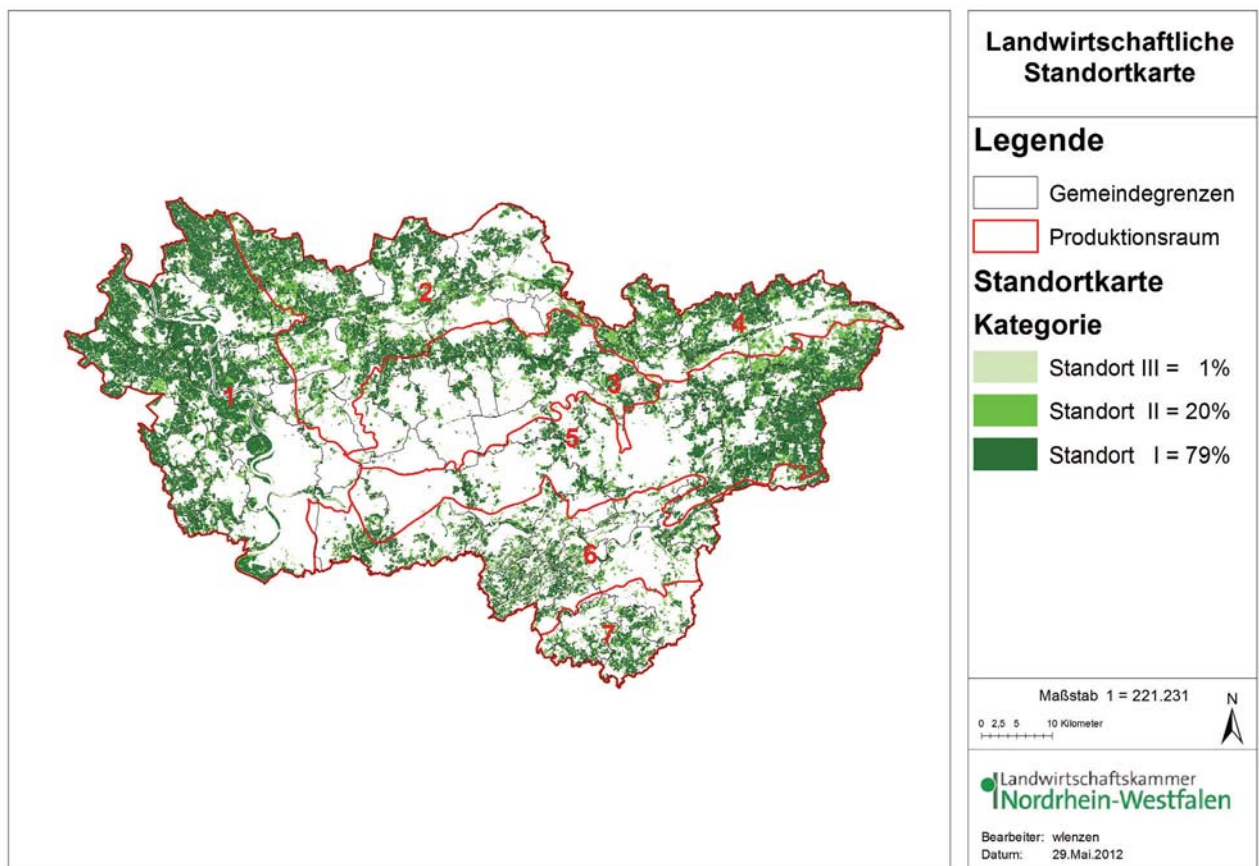 Landwirtschaftliche
Standortkarte
Legende
Gemeindegrenzen
Produktionsraum
Standortkarte
Kategorie
Standort III = 1%
Standort II = 20%
Standort I = 79%
Maßstab 1 = 221.231
N
0 2,5 5 10 Kilometer
Landwirtschaftskammer
Nordrhein-Westfalen
Bearbeiter: wlenzen
Datum: 29.Mai.2012
2
4
3
1
5
6
7